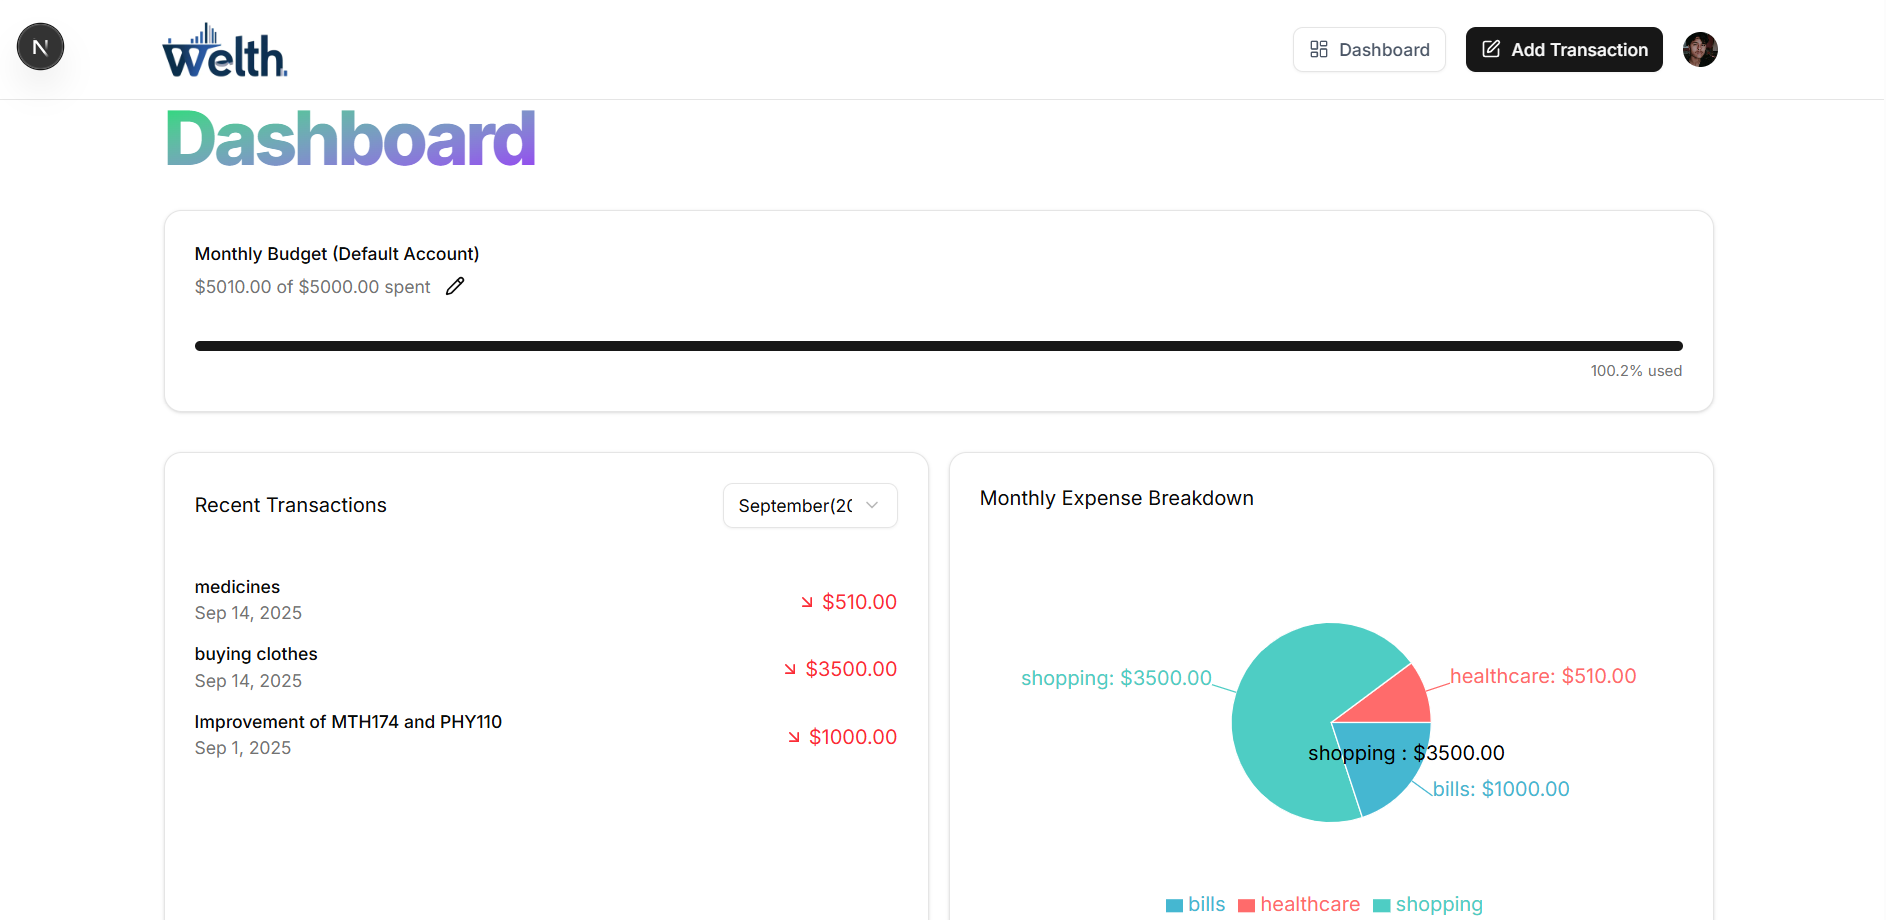 N
Welth.
Dashboard
Add Transaction
Dashboard
Monthly Budget (Default Account)
$5010.00 of $5000.00 spent
100.2% used
Recent Transactions
September(20
medicines
Sep 14, 2025
$510.00
buying clothes
Sep 14, 2025
$3500.00
Improvement of MTH174 and PHY110
Sep 1, 2025
$1000.00
Monthly Expense Breakdown
shopping: $3500.00
healthcare: $510.00
shopping : $3500.00
bills: $1000.00
bills
healthcare
shopping